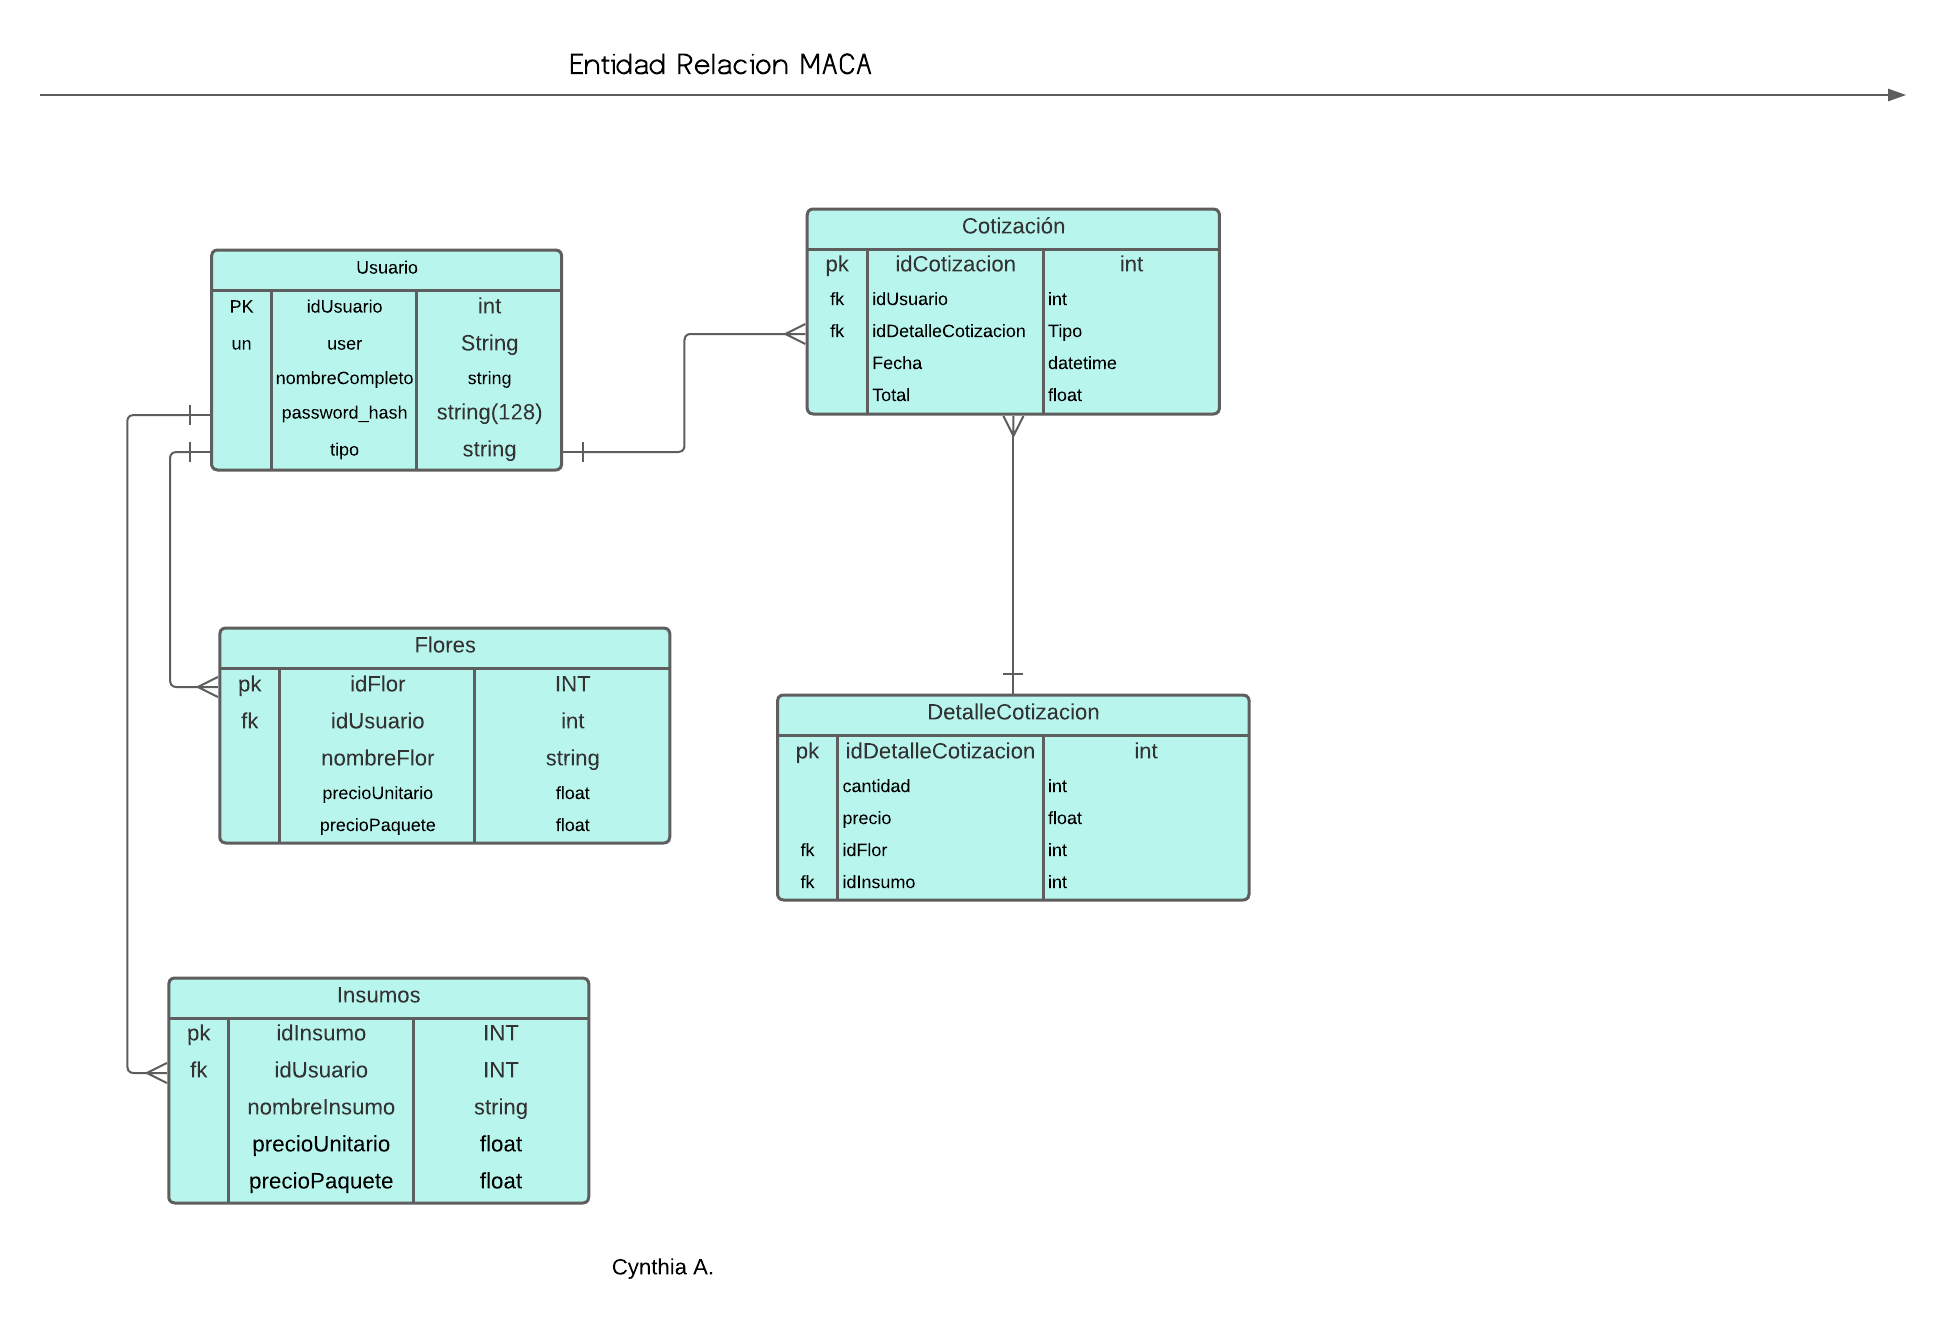 Entidad Relacion MACA
Usuario
PK idUsuario int
un user String
nombreCompleto string
password_hash string(128)
tipo string
Cotización
pk idCotizacion int
fk idUsuario int
fk idDetalleCotizacion Tipo
Fecha datetime
Total float
Flores
pk idFlor INT
fk idUsuario int
nombreFlor string
precioUnitario float
precioPaquete float
DetalleCotizacion
pk idDetalleCotizacion int
cantidad int
precio float
fk idFlor int
fk idInsumo int
Insumos
pk idInsumo INT
fk idUsuario INT
nombreInsumo string
precioUnitario float
precioPaquete float
Cynthia A.